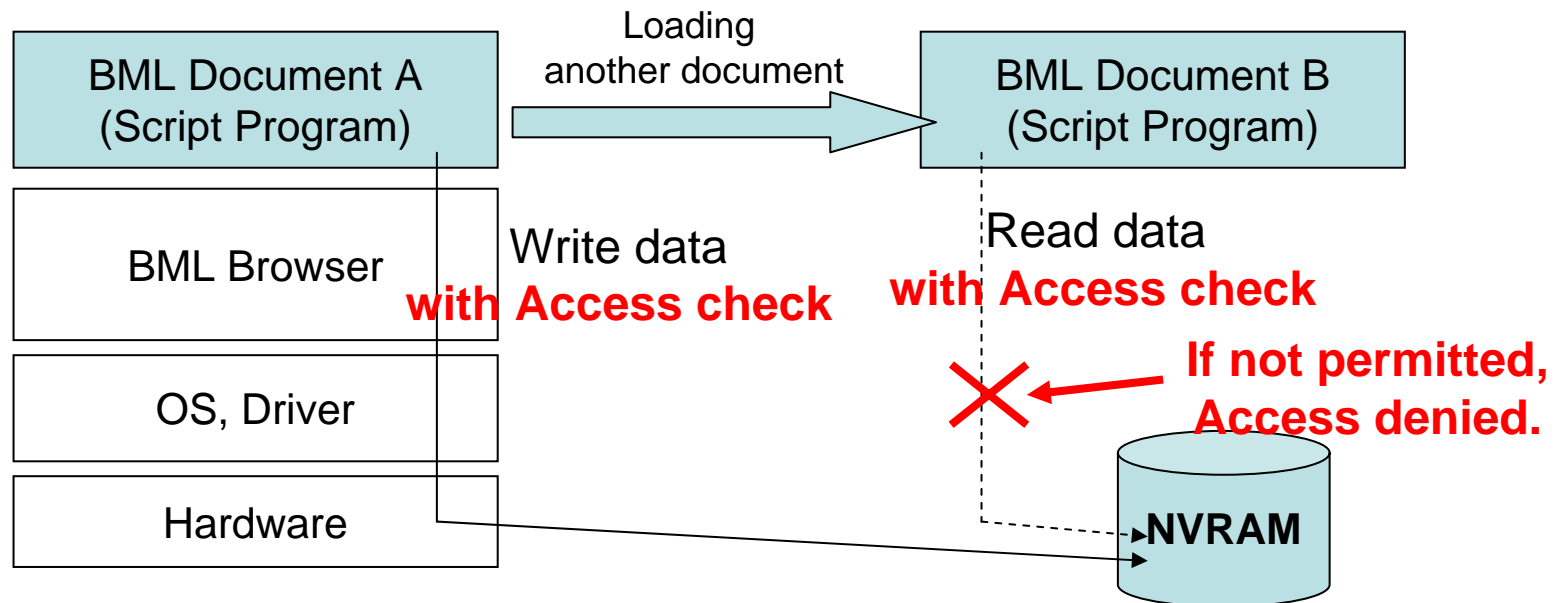 Loading
another document
BML Document A
(Script Program)
BML Document B
(Script Program)
BML Browser
Write data
with Access check
Read data
with Access check
If not permitted,
Access denied.
OS, Driver
Hardware
NVRAM